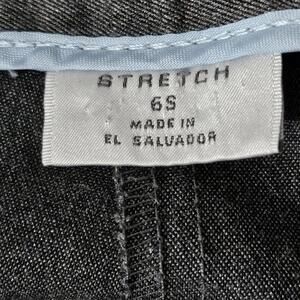 STRETCH
6S
MADE IN
EL SALVADOR